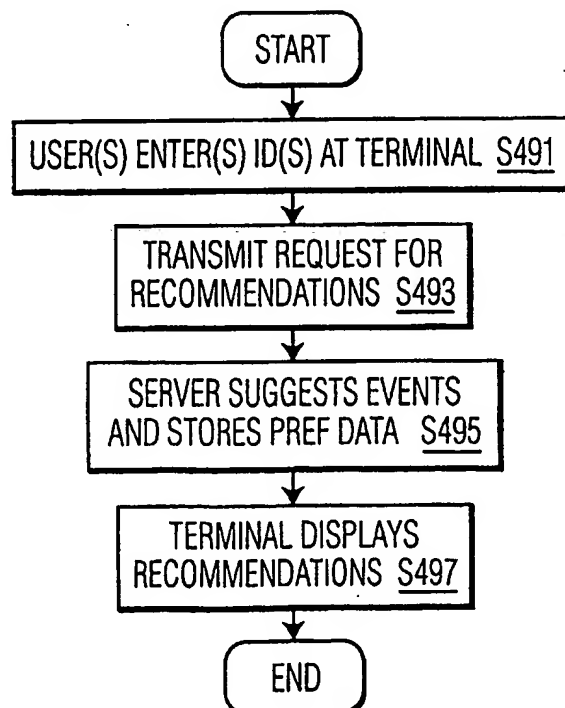 START
USER(S) ENTER(S) ID(S) AT TERMINAL S491
TRANSMIT REQUEST FOR
RECOMMENDATIONS S493
SERVER SUGGESTS EVENTS
AND STORES PREF DATA S495
TERMINAL DISPLAYS
RECOMMENDATIONS S497
END